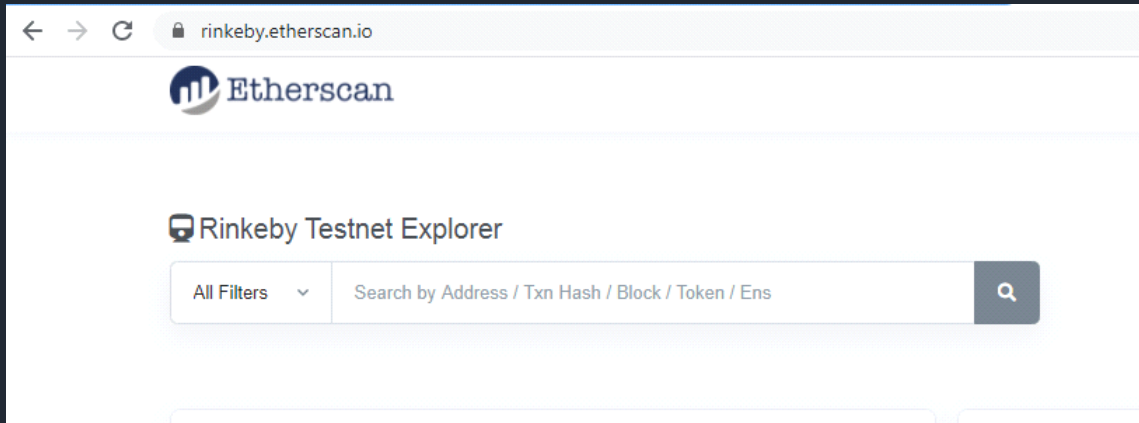 rinkeby.etherscan.io
Etherscan
Rinkeby Testnet Explorer
All Filters Search by Address / Txn Hash / Block / Token / Ens